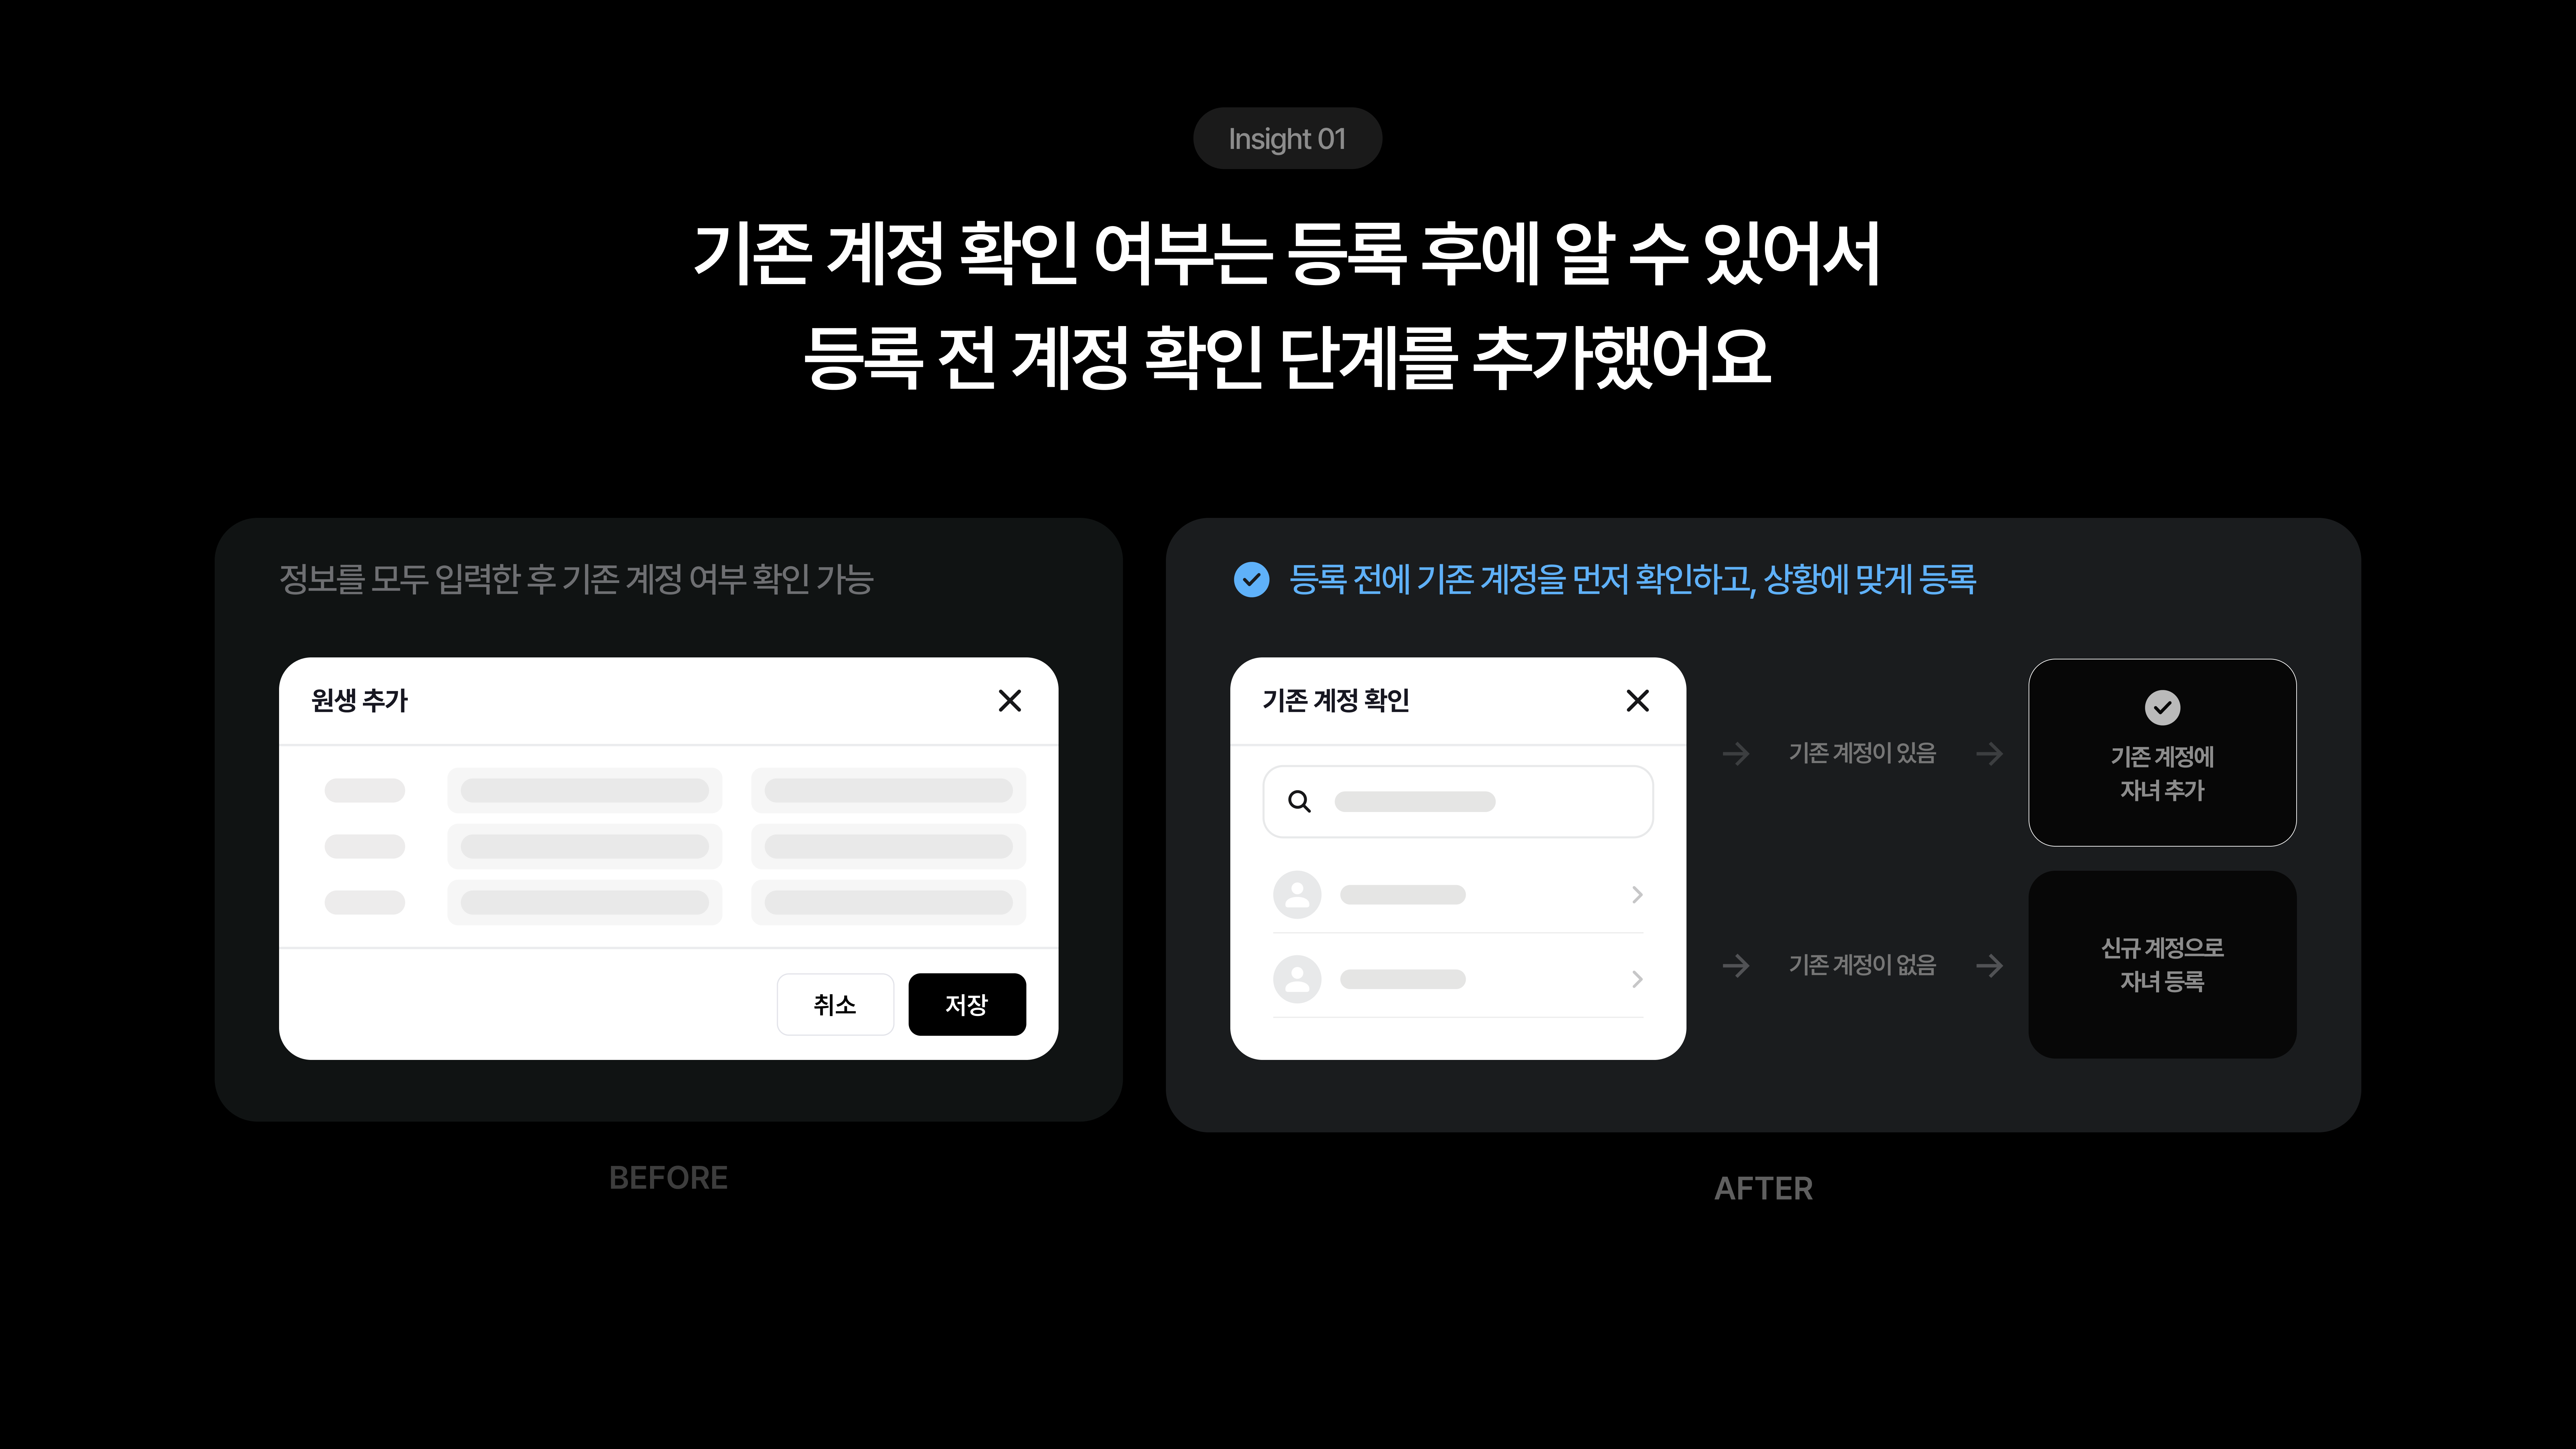 Insight 01
기존 계정 확인 여부는 등록 후에 알 수 있어서
등록 전 계정 확인 단계를 추가했어요
정보를 모두 입력한 후 기존 계정 여부 확인 가능
원생 추가
취소
저장
BEFORE
등록 전에 기존 계정을 먼저 확인하고, 상황에 맞게 등록
기존 계정 확인
기존 계정이 있음
기존 계정에
자녀 추가
기존 계정이 없음
신규 계정으로
자녀 등록
AFTER